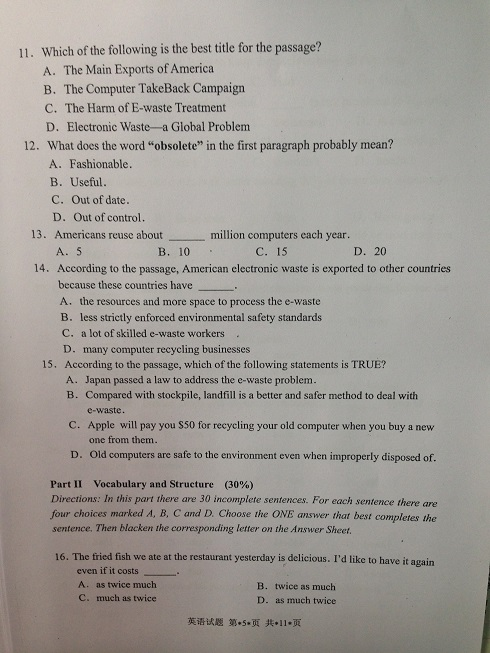 11. Which of the following is the best title for the passage?
A. The Main Exports of America
B. The Computer TakeBack Campaign
C. The Harm of E-waste Treatment
D. Electronic Waste—a Global Problem
12. What does the word "obsolete" in the first paragraph probably mean?
A. Fashionable.
B. Useful.
C. Out of date.
D. Out of control.
13. Americans reuse about ______ million computers each year.
A. 5 B. 10 C. 15 D. 20
14. According to the passage, American electronic waste is exported to other countries
because these countries have ______.
A. the resources and more space to process the e-waste
B. less strictly enforced environmental safety standards
C. a lot of skilled e-waste workers
D. many computer recycling businesses
15. According to the passage, which of the following statements is TRUE?
A. Japan passed a law to address the e-waste problem.
B. Compared with stockpile, landfill is a better and safer method to deal with
e-waste.
C. Apple will pay you $50 for recycling your old computer when you buy a new
one from them.
D. Old computers are safe to the environment even when improperly disposed of.
Part II Vocabulary and Structure (30%)
Directions: In this part there are 30 incomplete sentences. For each sentence there are
four choices marked A, B, C and D. Choose the ONE answer that best completes the
sentence. Then blacken the corresponding letter on the Answer Sheet.
16. The fried fish we ate at the restaurant yesterday is delicious. I'd like to have it again
even if it costs ______.
A. as twice much B. twice as much
C. much as twice D. as much twice
英语试题 第*5*页 共*11*页